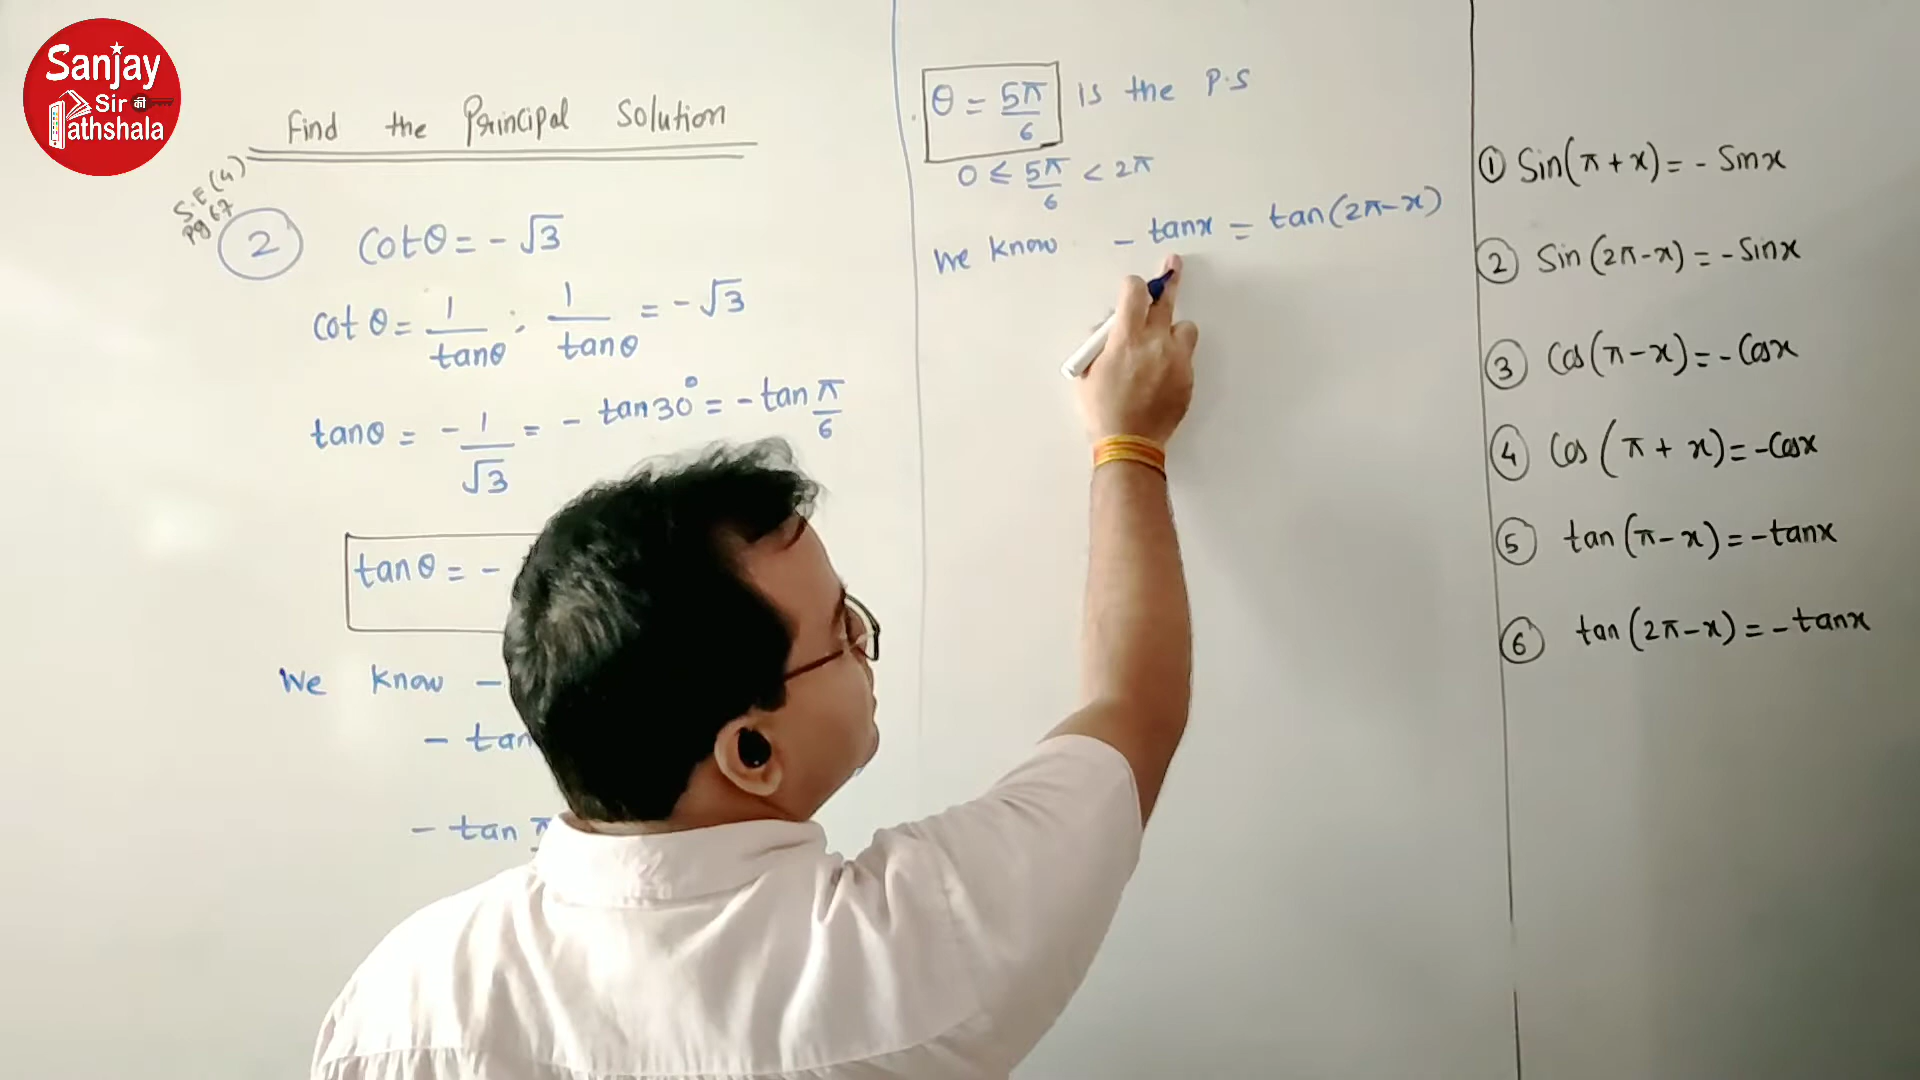 Sanjay
Sir की
Pathshala
Find the Principal Solution
S.E (4)
Pg 67
2 cotθ = - √3
cot θ = 1/tanθ ; 1/tanθ = - √3
tanθ = - 1/√3 = - tan30° = - tan π/6
tanθ = -
We know -
- tan
- tan π
θ = 5π/6 is the P.S
0 ≤ 5π/6 < 2π
We know - tanx = tan(2π-x)
① Sin(π + x) = - Sinx
② Sin(2π-x) = - Sinx
③ Cos(π-x) = - Cosx
④ Cos(π + x) = -Cosx
⑤ tan(π-x) = -tanx
⑥ tan(2π-x) = - tanx